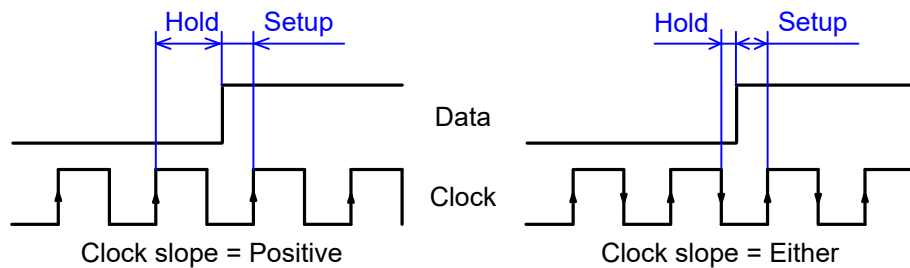 Hold Setup Hold Setup
Data
Clock
Clock slope = Positive Clock slope = Either